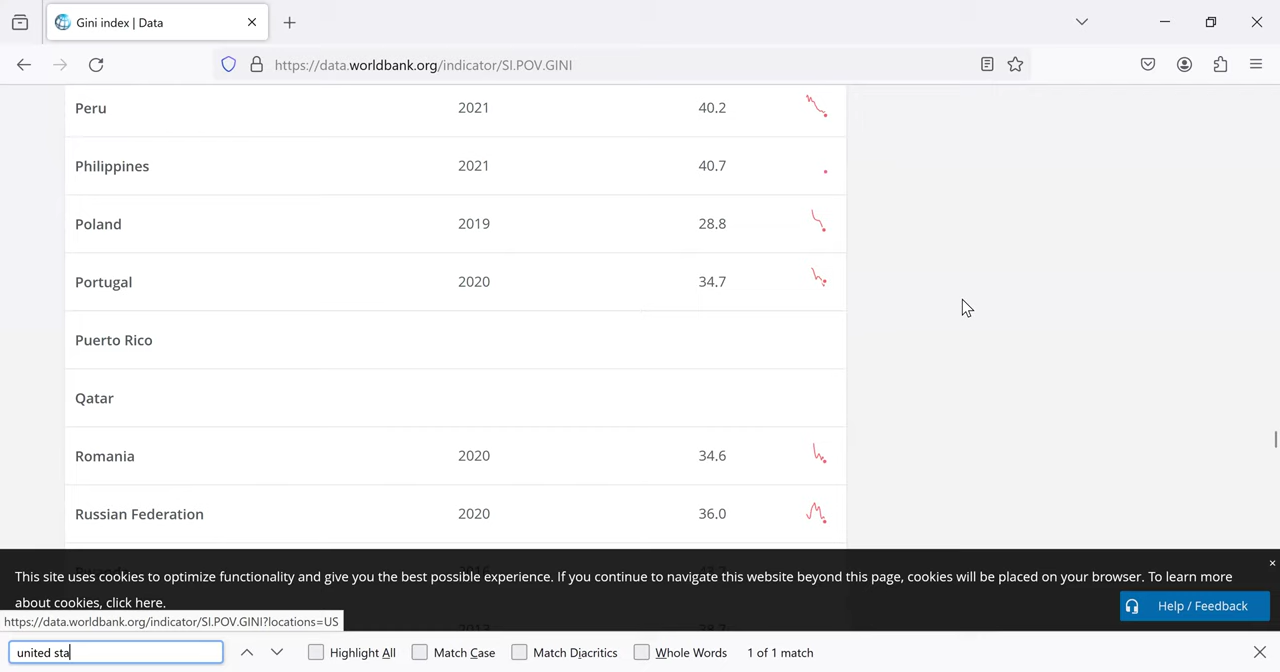 Gini index | Data
https://data.worldbank.org/indicator/SI.POV.GINI
Peru 2021 40.2
Philippines 2021 40.7
Poland 2019 28.8
Portugal 2020 34.7
Puerto Rico
Qatar
Romania 2020 34.6
Russian Federation 2020 36.0
This site uses cookies to optimize functionality and give you the best possible experience. If you continue to navigate this website beyond this page, cookies will be placed on your browser. To learn more
about cookies, click here.
Help / Feedback
https://data.worldbank.org/indicator/SI.POV.GINI?locations=US
united sta Highlight All Match Case Match Diacritics Whole Words 1 of 1 match